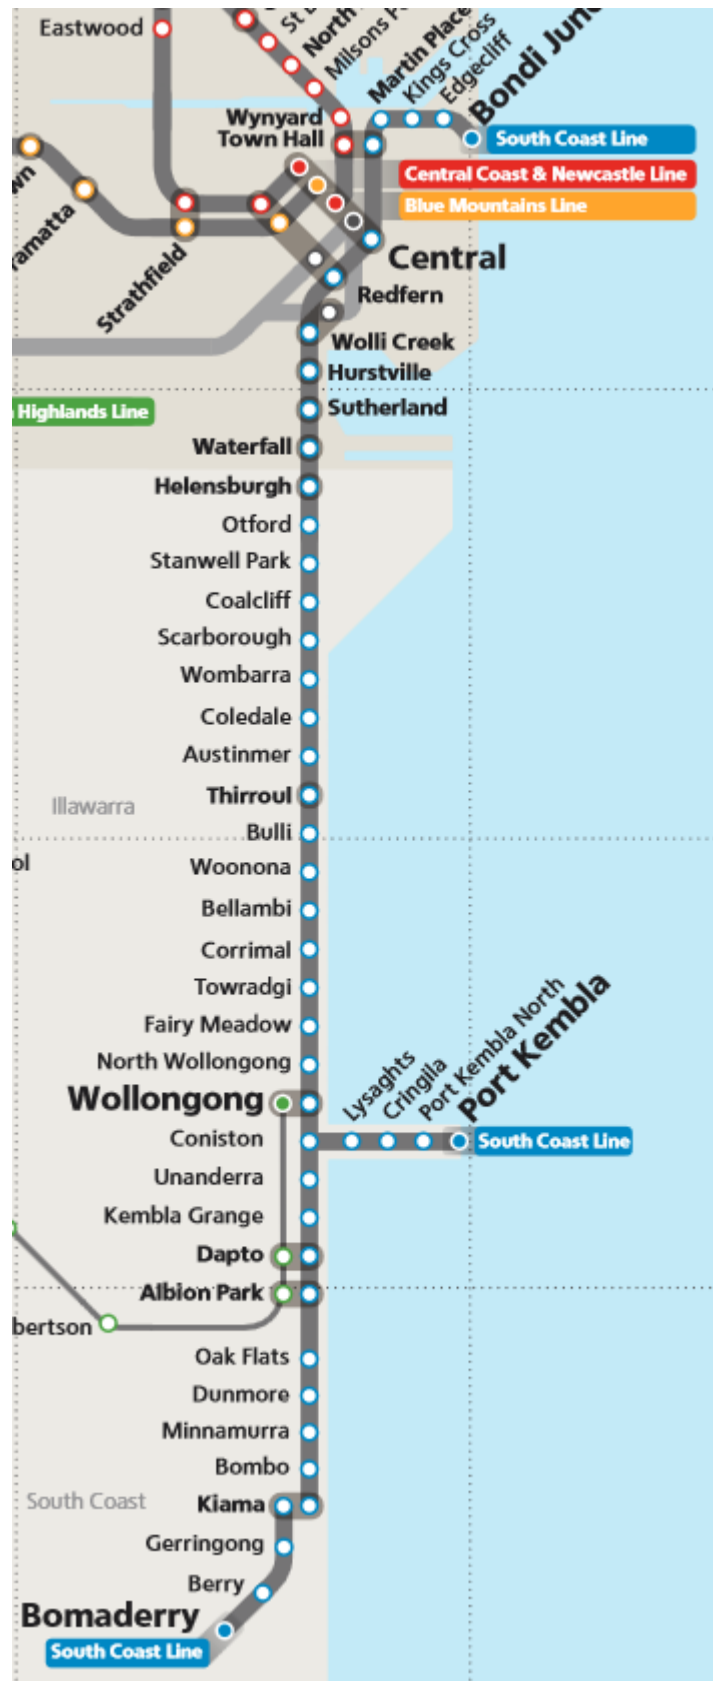 Eastwood
North
Milsons
Martin Place
Kings Cross
Edgecliff
Bondi
Wynyard
Town Hall
South Coast Line
Central Coast & Newcastle Line
Blue Mountains Line
Strathfield
Central
Redfern
Wolli Creek
Hurstville
Highlands Line
Sutherland
Waterfall
Helensburgh
Otford
Stanwell Park
Coalcliff
Scarborough
Wombarra
Coledale
Austinmer
Thirroul
Illawarra
Bulli
Woonona
Bellambi
Corrimal
Towradgi
Fairy Meadow
North Wollongong
Wollongong
Lysaghts
Cringila
Port Kembla North
Port Kembla
Coniston
South Coast Line
Unanderra
Kembla Grange
Dapto
Albion Park
bertson
Oak Flats
Dunmore
Minnamurra
Bombo
South Coast
Kiama
Gerringong
Berry
Bomaderry
South Coast Line